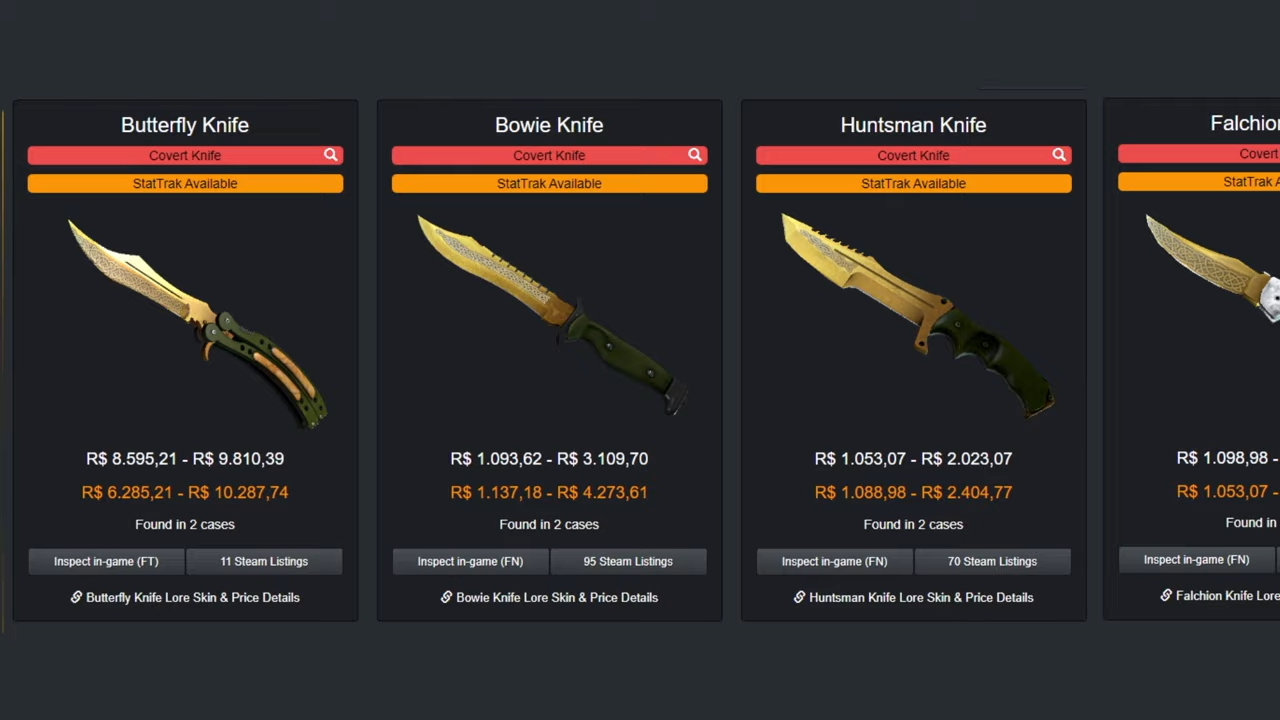 Butterfly Knife
Covert Knife
StatTrak Available
R$ 8.595,21 - R$ 9.810,39
R$ 6.285,21 - R$ 10.287,74
Found in 2 cases
Inspect in-game (FT)
11 Steam Listings
Butterfly Knife Lore Skin & Price Details
Bowie Knife
Covert Knife
StatTrak Available
R$ 1.093,62 - R$ 3.109,70
R$ 1.137,18 - R$ 4.273,61
Found in 2 cases
Inspect in-game (FN)
95 Steam Listings
Bowie Knife Lore Skin & Price Details
Huntsman Knife
Covert Knife
StatTrak Available
R$ 1.053,07 - R$ 2.023,07
R$ 1.088,98 - R$ 2.404,77
Found in 2 cases
Inspect in-game (FN)
70 Steam Listings
Huntsman Knife Lore Skin & Price Details
Falchio
Covert
StatTrak A
R$ 1.098,98 -
R$ 1.053,07 -
Found in
Inspect in-game (FN)
Falchion Knife Lore